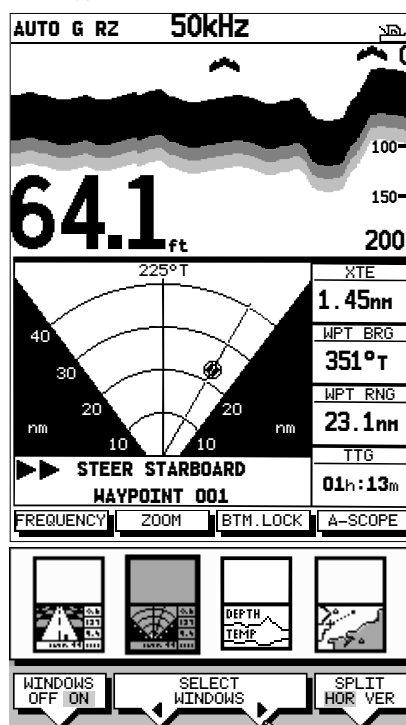 AUTO G RZ 50kHz
0
100
150
64.1 ft
200
225°T
XTE
1.45nm
40
30
20
10
nm
10
20
nm
WPT BRG
351°T
WPT RNG
23.1nm
TTG
01h:13m
STEER STARBOARD
WAYPOINT 001
FREQUENCY ZOOM BTM.LOCK A-SCOPE
DEPTH
TEMP
WINDOWS
OFF ON
SELECT
WINDOWS
SPLIT
HOR VER